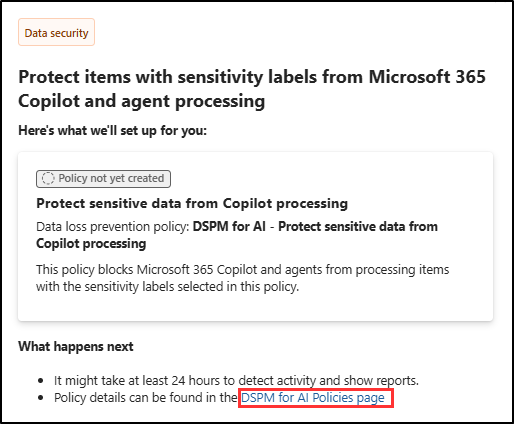 Data security
Protect items with sensitivity labels from Microsoft 365
Copilot and agent processing
Here's what we'll set up for you:
Policy not yet created
Protect sensitive data from Copilot processing
Data loss prevention policy: DSPM for AI - Protect sensitive data from
Copilot processing
This policy blocks Microsoft 365 Copilot and agents from processing items
with the sensitivity labels selected in this policy.
What happens next
• It might take at least 24 hours to detect activity and show reports.
• Policy details can be found in the DSPM for AI Policies page